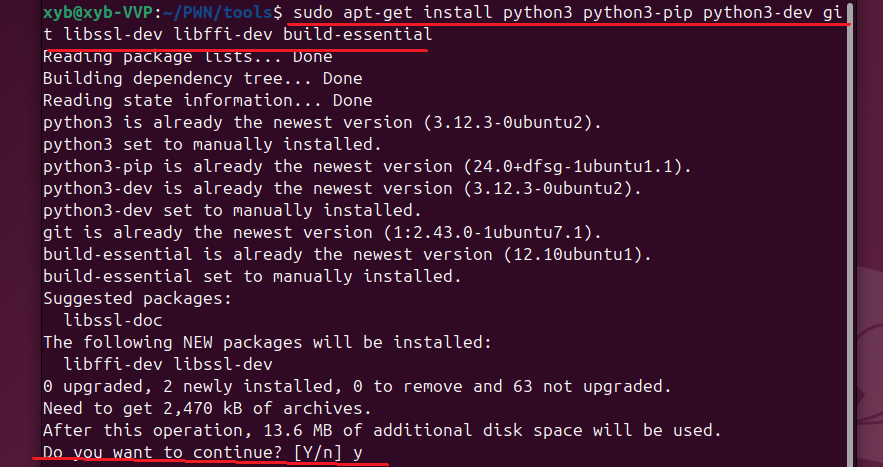 xyb@xyb-VVP:~/PWN/tools$ sudo apt-get install python3 python3-pip python3-dev gi
t libssl-dev libffi-dev build-essential
Reading package lists... Done
Building dependency tree... Done
Reading state information... Done
python3 is already the newest version (3.12.3-0ubuntu2).
python3 set to manually installed.
python3-pip is already the newest version (24.0+dfsg-1ubuntu1.1).
python3-dev is already the newest version (3.12.3-0ubuntu2).
python3-dev set to manually installed.
git is already the newest version (1:2.43.0-1ubuntu7.1).
build-essential is already the newest version (12.10ubuntu1).
build-essential set to manually installed.
Suggested packages:
  libssl-doc
The following NEW packages will be installed:
  libffi-dev libssl-dev
0 upgraded, 2 newly installed, 0 to remove and 63 not upgraded.
Need to get 2,470 kB of archives.
After this operation, 13.6 MB of additional disk space will be used.
Do you want to continue? [Y/n] y